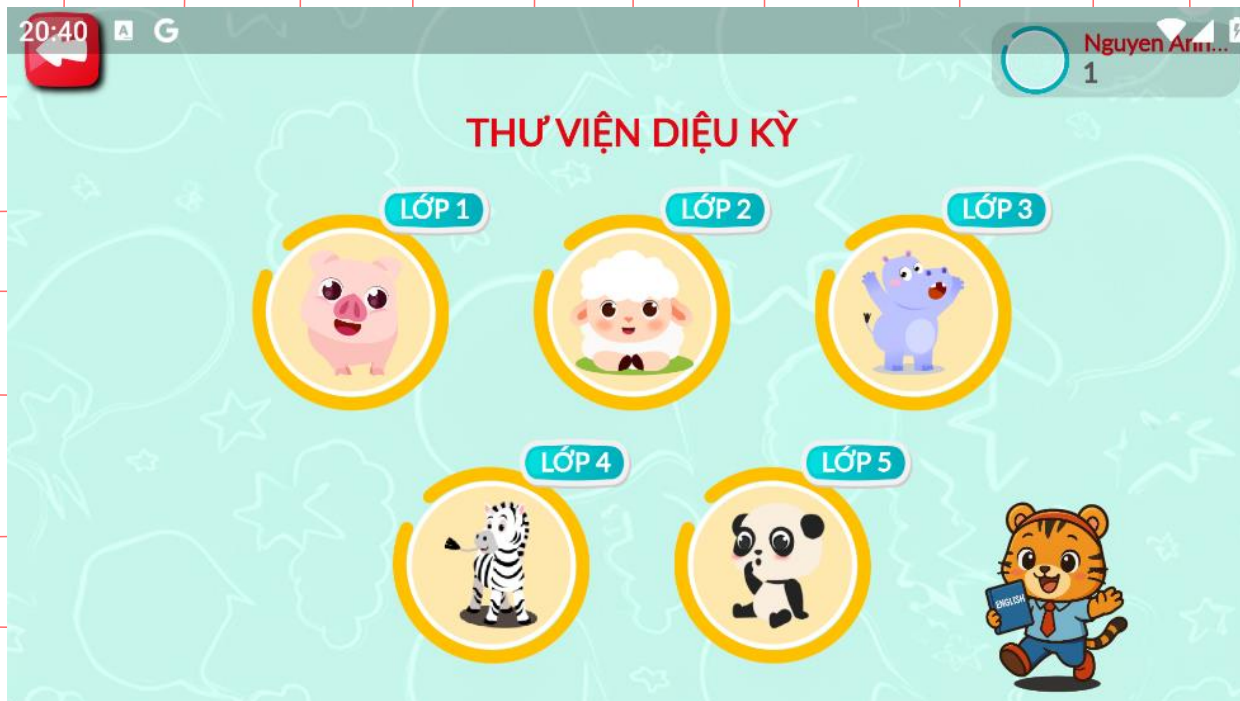 20:40 A G
Nguyen Anh...
1
THƯ VIỆN DIỆU KỲ
LỚP 1
LỚP 2
LỚP 3
LỚP 4
LỚP 5
ENGLISH